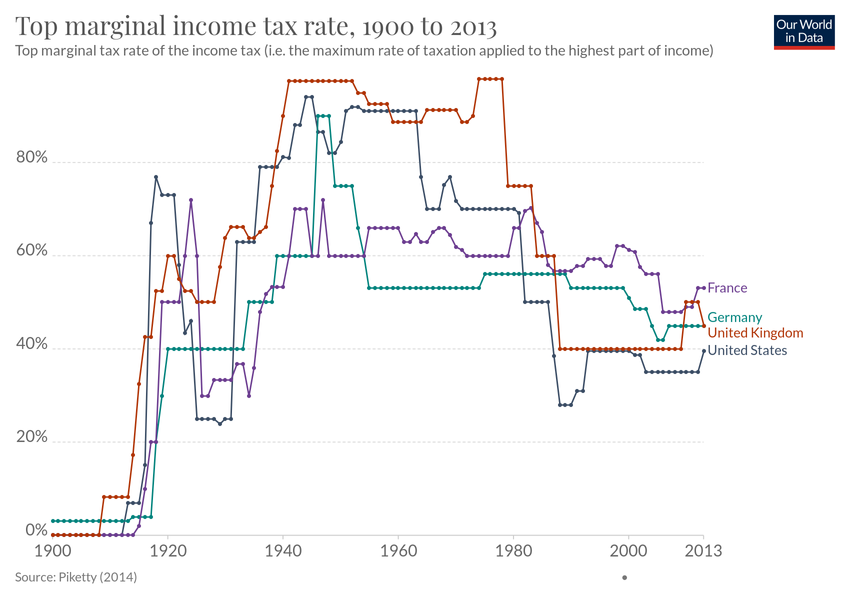 Top marginal income tax rate, 1900 to 2013
Top marginal tax rate of the income tax (i.e. the maximum rate of taxation applied to the highest part of income)
Our World
in Data
80%
60%
40%
20%
0%
France
Germany
United Kingdom
United States
1900 1920 1940 1960 1980 2000 2013
Source: Piketty (2014)